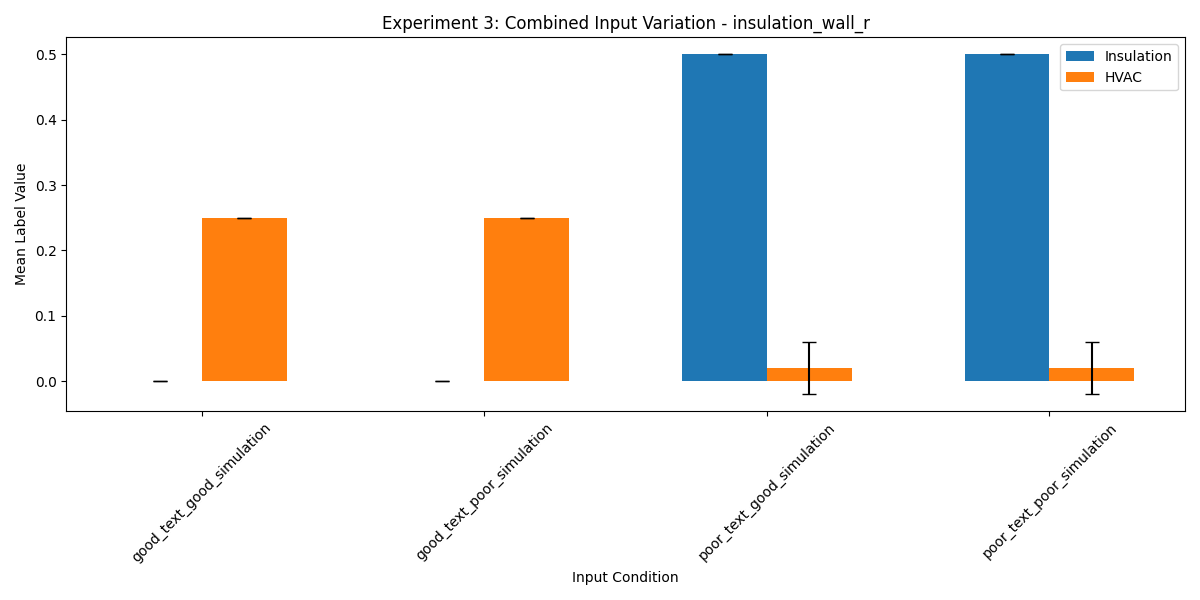 Experiment 3: Combined Input Variation - insulation_wall_r
Insulation
HVAC
Mean Label Value
0.5
0.4
0.3
0.2
0.1
0.0
good_text_good_simulation
good_text_poor_simulation
poor_text_good_simulation
poor_text_poor_simulation
Input Condition